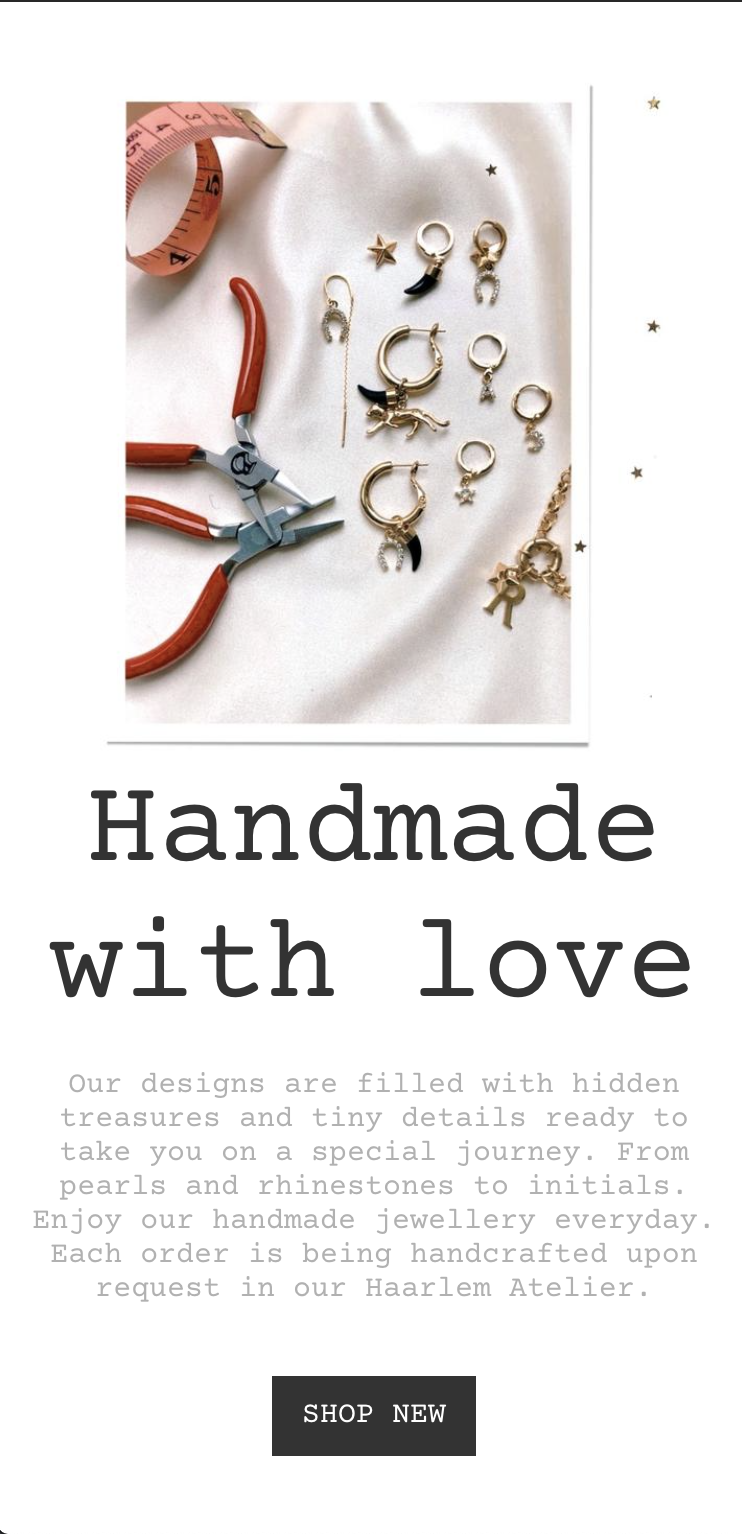 R
Handmade
with love
Our designs are filled with hidden
treasures and tiny details ready to
take you on a special journey. From
pearls and rhinestones to initials.
Enjoy our handmade jewellery everyday.
Each order is being handcrafted upon
request in our Haarlem Atelier.
SHOP NEW